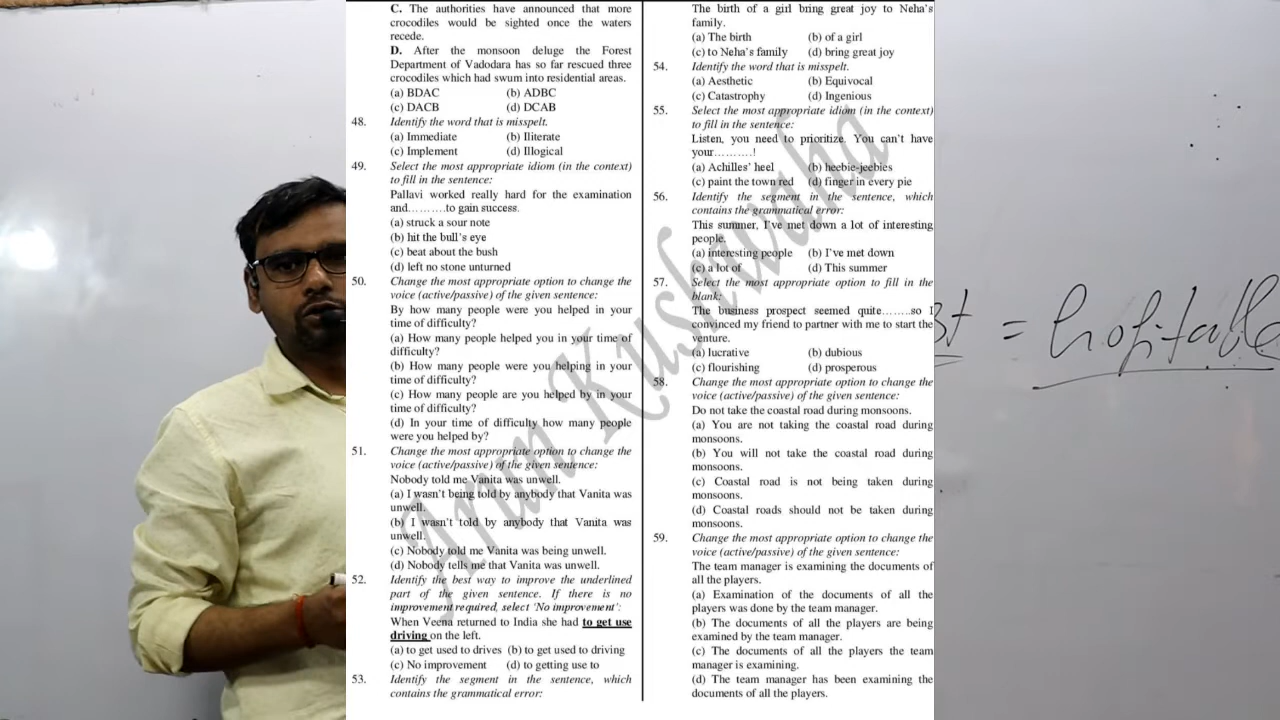 C. The authorities have announced that more
crocodiles would be sighted once the waters
recede.
D. After the monsoon deluge the Forest
Department of Vadodara has so far rescued three
crocodiles which had swum into residential areas.
(a) BDAC (b) ADBC
(c) DACB (d) DCAB
48. Identify the word that is misspelt.
(a) Immediate (b) Iliterate
(c) Implement (d) Illogical
49. Select the most appropriate idiom (in the context)
to fill in the sentence:
Pallavi worked really hard for the examination
and..........to gain success.
(a) struck a sour note
(b) hit the bull's eye
(c) beat about the bush
(d) left no stone unturned
50. Change the most appropriate option to change the
voice (active/passive) of the given sentence:
By how many people were you helped in your
time of difficulty?
(a) How many people helped you in your time of
difficulty?
(b) How many people were you helping in your
time of difficulty?
(c) How many people are you helped by in your
time of difficulty?
(d) In your time of difficulty how many people
were you helped by?
51. Change the most appropriate option to change the
voice (active/passive) of the given sentence:
Nobody told me Vanita was unwell.
(a) I wasn't being told by anybody that Vanita was
unwell.
(b) I wasn't told by anybody that Vanita was
unwell.
(c) Nobody told me Vanita was being unwell.
(d) Nobody tells me that Vanita was unwell.
52. Identify the best way to improve the underlined
part of the given sentence. If there is no
improvement required, select 'No improvement':
When Veena returned to India she had to get use
driving on the left.
(a) to get used to drives (b) to get used to driving
(c) No improvement (d) to getting use to
53. Identify the segment in the sentence, which
contains the grammatical error:
The birth of a girl bring great joy to Neha's
family.
(a) The birth (b) of a girl
(c) to Neha's family (d) bring great joy
54. Identify the word that is misspelt.
(a) Aesthetic (b) Equivocal
(c) Catastrophy (d) Ingenious
55. Select the most appropriate idiom (in the context)
to fill in the sentence:
Listen, you need to prioritize. You can't have
your..........!
(a) Achilles' heel (b) heebie-jeebies
(c) paint the town red (d) finger in every pie
56. Identify the segment in the sentence, which
contains the grammatical error:
This summer, I've met down a lot of interesting
people.
(a) interesting people (b) I've met down
(c) a lot of (d) This summer
57. Select the most appropriate option to fill in the
blank:
The business prospect seemed quite........so I
convinced my friend to partner with me to start the
venture.
(a) lucrative (b) dubious
(c) flourishing (d) prosperous
58. Change the most appropriate option to change the
voice (active/passive) of the given sentence:
Do not take the coastal road during monsoons.
(a) You are not taking the coastal road during
monsoons.
(b) You will not take the coastal road during
monsoons.
(c) Coastal road is not being taken during
monsoons.
(d) Coastal roads should not be taken during
monsoons.
59. Change the most appropriate option to change the
voice (active/passive) of the given sentence:
The team manager is examining the documents of
all the players.
(a) Examination of the documents of all the
players was done by the team manager.
(b) The documents of all the players are being
examined by the team manager.
(c) The documents of all the players the team
manager is examining.
(d) The team manager has been examining the
documents of all the players.
Arun Kushwaha
= Profitable